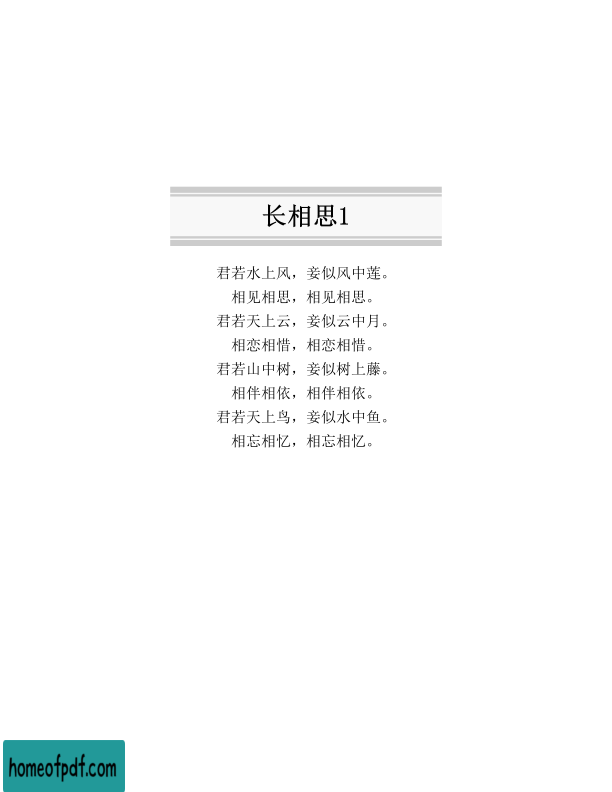 长相思1
君若水上风，妾似风中莲。
相见相思，相见相思。
君若天上云，妾似云中月。
相恋相惜，相恋相惜。
君若山中树，妾似树上藤。
相伴相依，相伴相依。
君若天上鸟，妾似水中鱼。
相忘相忆，相忘相忆。
homeofpdf.com